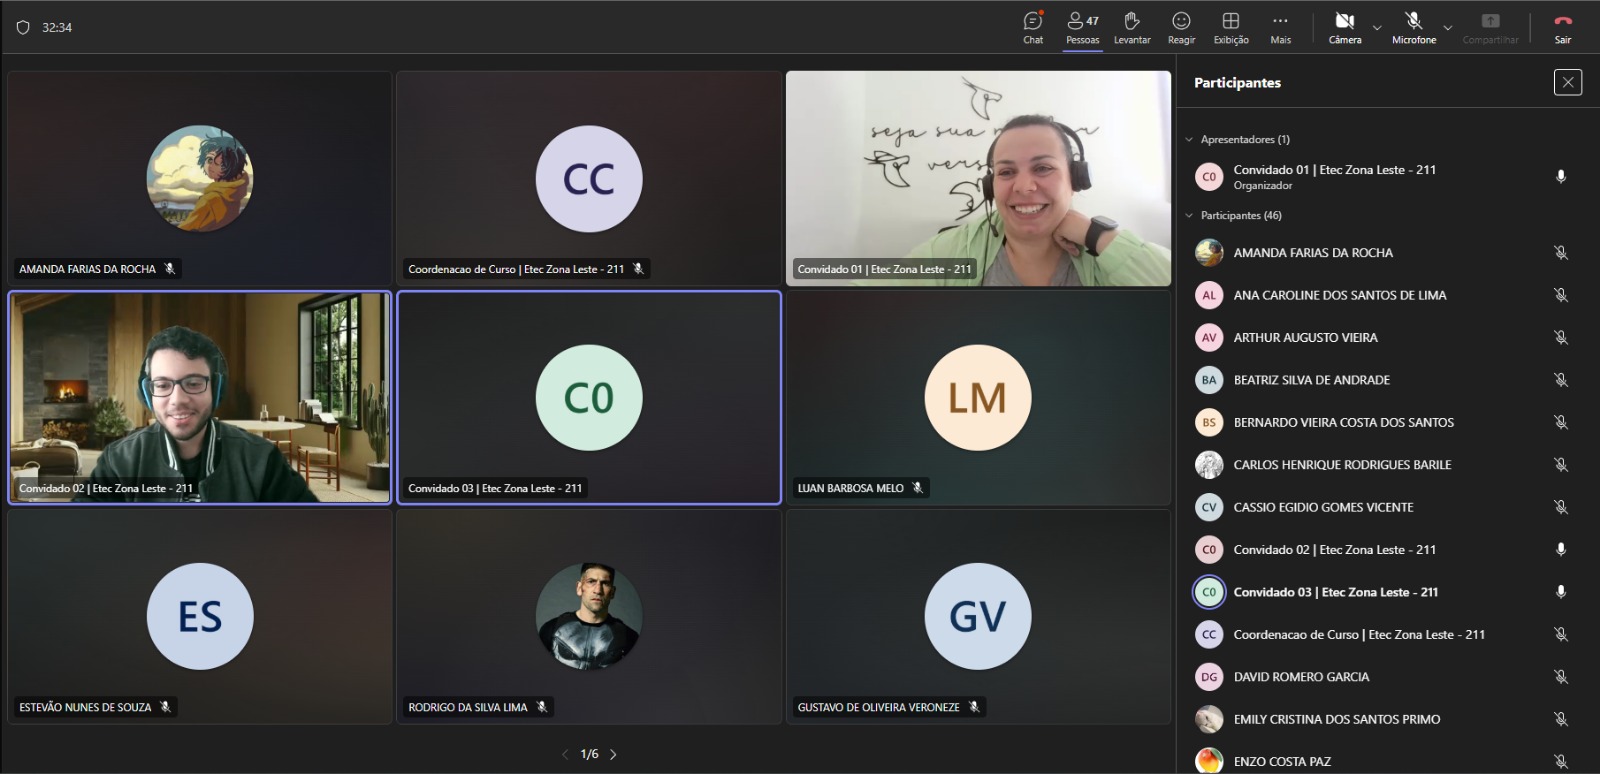 32:34
Chat
47
Pessoas
Levantar
Reagir
Exibição
Mais
Câmera
Microfone
Compartilhar
Sair
seja sua
vers
AMANDA FARIAS DA ROCHA
CC
Coordenacao de Curso | Etec Zona Leste - 211
Convidado 01 | Etec Zona Leste - 211
Convidado 02 | Etec Zona Leste - 211
C0
Convidado 03 | Etec Zona Leste - 211
LM
LUAN BARBOSA MELO
ES
ESTEVÃO NUNES DE SOUZA
RODRIGO DA SILVA LIMA
GV
GUSTAVO DE OLIVEIRA VERONEZE
1/6
Participantes
Apresentadores (1)
C0 Convidado 01 | Etec Zona Leste - 211
Organizador
Participantes (46)
AMANDA FARIAS DA ROCHA
AL ANA CAROLINE DOS SANTOS DE LIMA
AV ARTHUR AUGUSTO VIEIRA
BA BEATRIZ SILVA DE ANDRADE
BS BERNARDO VIEIRA COSTA DOS SANTOS
CARLOS HENRIQUE RODRIGUES BARILE
CV CASSIO EGIDIO GOMES VICENTE
C0 Convidado 02 | Etec Zona Leste - 211
C0 Convidado 03 | Etec Zona Leste - 211
CC Coordenacao de Curso | Etec Zona Leste - 211
DG DAVID ROMERO GARCIA
EMILY CRISTINA DOS SANTOS PRIMO
ENZO COSTA PAZ